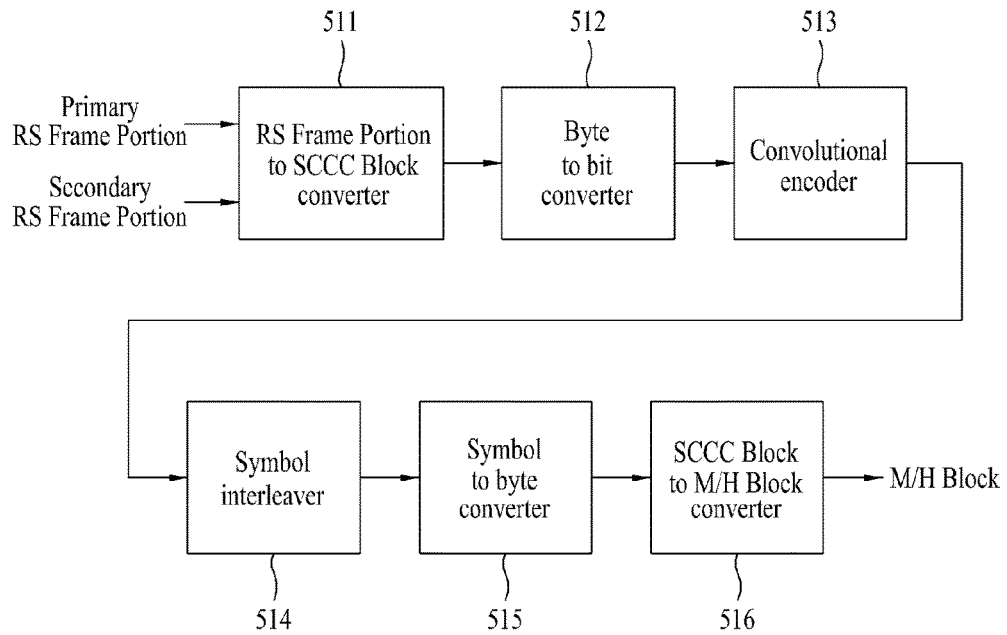 511
512
513
Primary
RS Frame Portion
Sccondary
RS Frame Portion
RS Frame Portion
to SCCC Block
converter
Byte
to bit
converter
Convolutional
encoder
Symbol
interleaver
Symbol
to byte
converter
SCCC Block
to M/H Block
converter
M/H Block
514
515
516